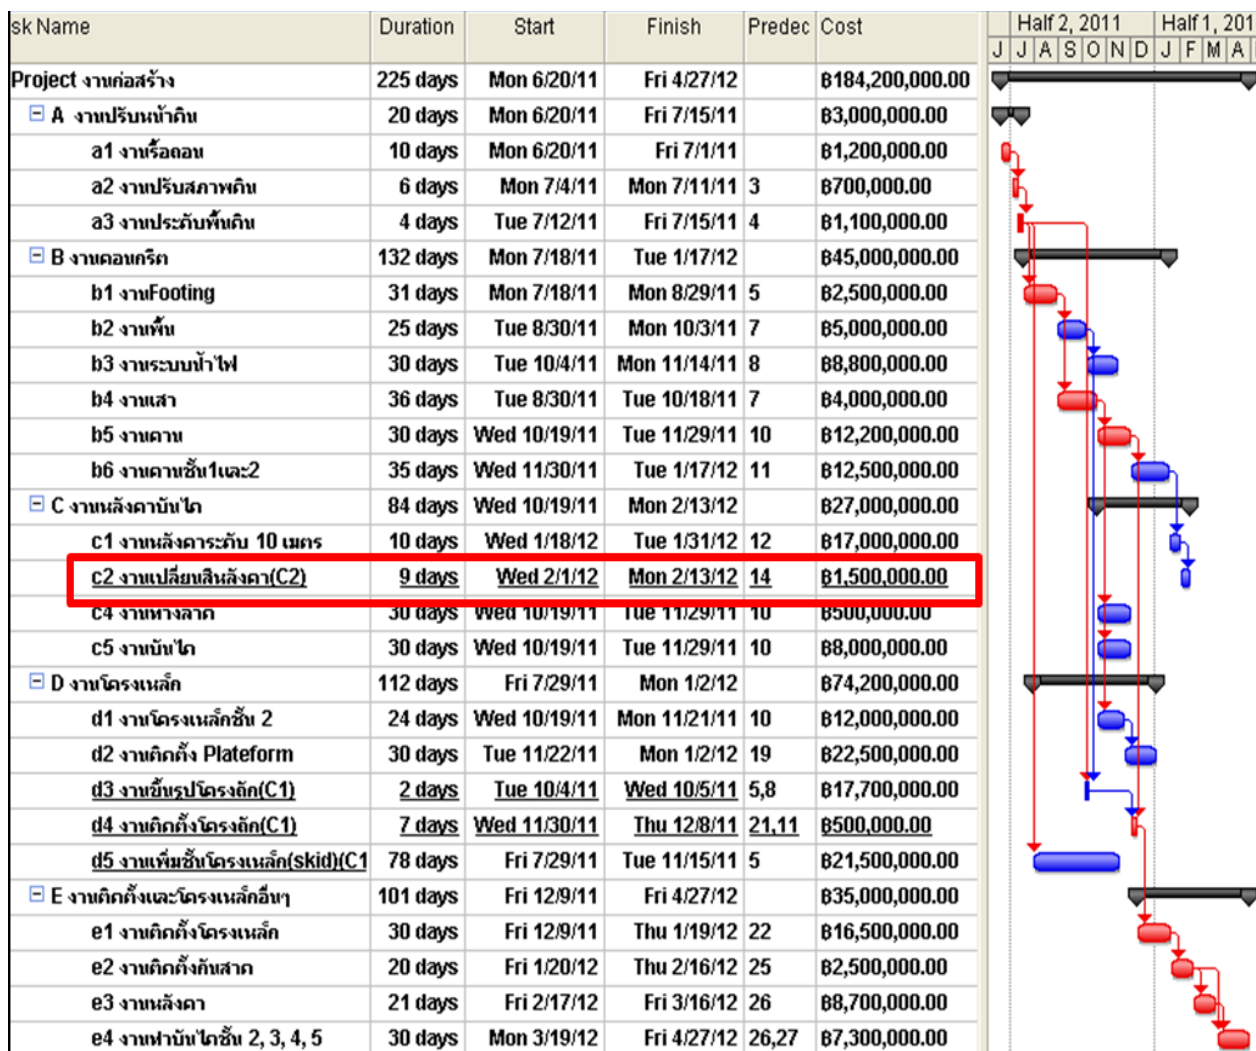 sk Name Duration Start Finish Predec Cost Half 2, 2011 Half 1, 201
J J A S O N D J F M A
Project งานก่อสร้าง 225 days Mon 6/20/11 Fri 4/27/12 ฿184,200,000.00
A งานปรับหน้าดิน 20 days Mon 6/20/11 Fri 7/15/11 ฿3,000,000.00
a1 งานรื้อถอน 10 days Mon 6/20/11 Fri 7/1/11 ฿1,200,000.00
a2 งานปรับสภาพดิน 6 days Mon 7/4/11 Mon 7/11/11 3 ฿700,000.00
a3 งานประดับพื้นดิน 4 days Tue 7/12/11 Fri 7/15/11 4 ฿1,100,000.00
B งานคอนกรีต 132 days Mon 7/18/11 Tue 1/17/12 ฿45,000,000.00
b1 งานFooting 31 days Mon 7/18/11 Mon 8/29/11 5 ฿2,500,000.00
b2 งานพื้น 25 days Tue 8/30/11 Mon 10/3/11 7 ฿5,000,000.00
b3 งานระบบน้ำไฟ 30 days Tue 10/4/11 Mon 11/14/11 8 ฿8,800,000.00
b4 งานเสา 36 days Tue 8/30/11 Tue 10/18/11 7 ฿4,000,000.00
b5 งานคาน 30 days Wed 10/19/11 Tue 11/29/11 10 ฿12,200,000.00
b6 งานคานชั้น1และ2 35 days Wed 11/30/11 Tue 1/17/12 11 ฿12,500,000.00
C งานหลังคาบันได 84 days Wed 10/19/11 Mon 2/13/12 ฿27,000,000.00
c1 งานหลังคาระดับ 10 เมตร 10 days Wed 1/18/12 Tue 1/31/12 12 ฿17,000,000.00
c2 งานเปลี่ยนสีหลังคา(C2) 9 days Wed 2/1/12 Mon 2/13/12 14 ฿1,500,000.00
c4 งานทางลาด 30 days Wed 10/19/11 Tue 11/29/11 10 ฿500,000.00
c5 งานบันได 30 days Wed 10/19/11 Tue 11/29/11 10 ฿8,000,000.00
D งานโครงเหล็ก 112 days Fri 7/29/11 Mon 1/2/12 ฿74,200,000.00
d1 งานโครงเหล็กชั้น 2 24 days Wed 10/19/11 Mon 11/21/11 10 ฿12,000,000.00
d2 งานติดตั้ง Plateform 30 days Tue 11/22/11 Mon 1/2/12 19 ฿22,500,000.00
d3 งานขึ้นรูปโครงถัก(C1) 2 days Tue 10/4/11 Wed 10/5/11 5,8 ฿17,700,000.00
d4 งานติดตั้งโครงถัก(C1) 7 days Wed 11/30/11 Thu 12/8/11 21,11 ฿500,000.00
d5 งานเพิ่มชั้นโครงเหล็ก(skid)(C1 78 days Fri 7/29/11 Tue 11/15/11 5 ฿21,500,000.00
E งานติดตั้งและโครงเหล็กอื่นๆ 101 days Fri 12/9/11 Fri 4/27/12 ฿35,000,000.00
e1 งานติดตั้งโครงเหล็ก 30 days Fri 12/9/11 Thu 1/19/12 22 ฿16,500,000.00
e2 งานติดตั้งกันสาด 20 days Fri 1/20/12 Thu 2/16/12 25 ฿2,500,000.00
e3 งานหลังคา 21 days Fri 2/17/12 Fri 3/16/12 26 ฿8,700,000.00
e4 งานฝาบันไดชั้น 2, 3, 4, 5 30 days Mon 3/19/12 Fri 4/27/12 26,27 ฿7,300,000.00